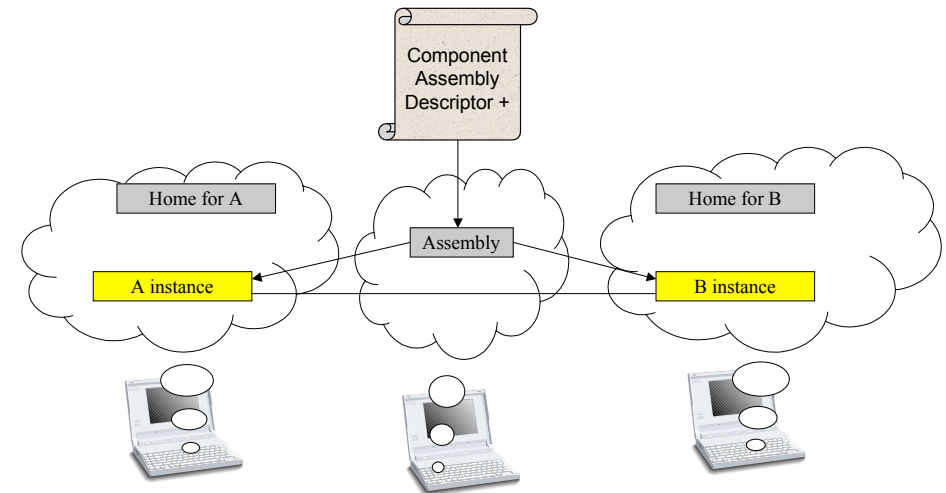 Component
Assembly
Descriptor +
Home for A
Home for B
Assembly
A instance
B instance